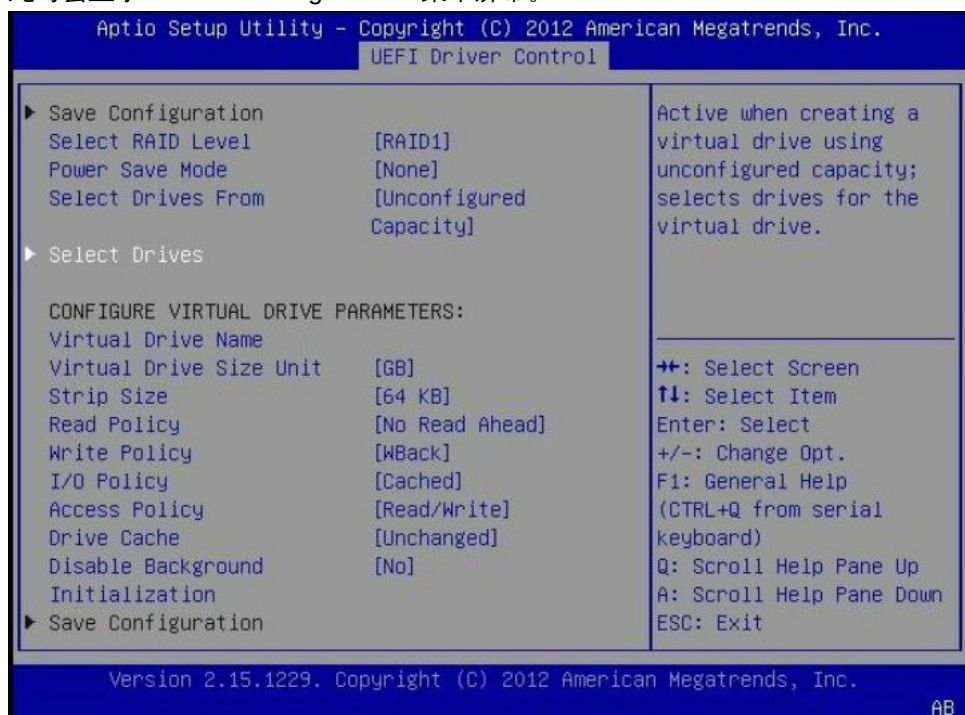 Aptio Setup Utility – Copyright (C) 2012 American Megatrends, Inc.
UEFI Driver Control
Save Configuration
Select RAID Level [RAID1]
Power Save Mode [None]
Select Drives From [Unconfigured
Capacity]
Select Drives
CONFIGURE VIRTUAL DRIVE PARAMETERS:
Virtual Drive Name
Virtual Drive Size Unit [GB]
Strip Size [64 KB]
Read Policy [No Read Ahead]
Write Policy [WBack]
I/O Policy [Cached]
Access Policy [Read/Write]
Drive Cache [Unchanged]
Disable Background [No]
Initialization
Save Configuration
Active when creating a
virtual drive using
unconfigured capacity;
selects drives for the
virtual drive.
→←: Select Screen
↑↓: Select Item
Enter: Select
+/-: Change Opt.
F1: General Help
(CTRL+Q from serial
keyboard)
Q: Scroll Help Pane Up
A: Scroll Help Pane Down
ESC: Exit
Version 2.15.1229. Copyright (C) 2012 American Megatrends, Inc.
AB